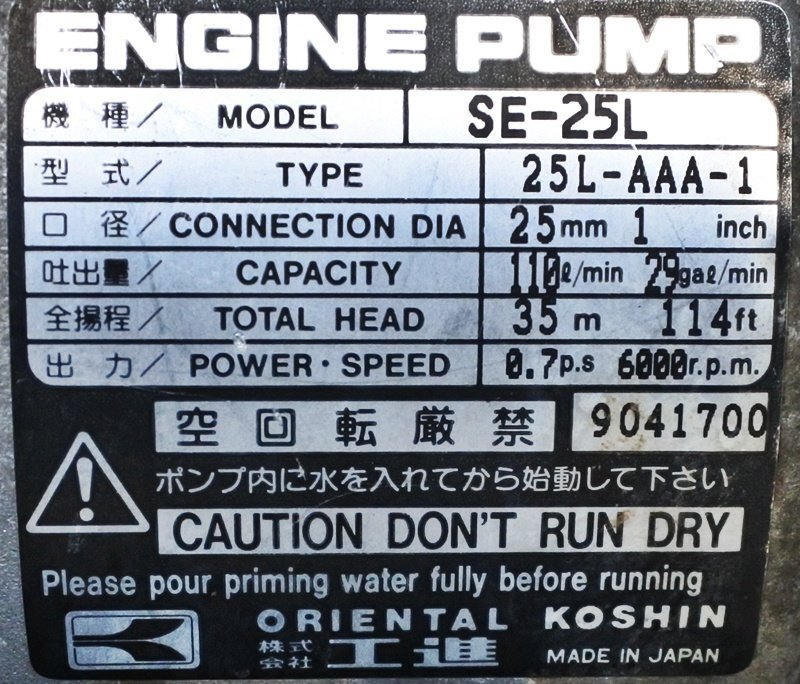 ENGINE PUMP
機種/ MODEL SE-25L
型式/ TYPE 25L-AAA-1
口径/ CONNECTION DIA 25mm 1 inch
吐出量/ CAPACITY 110ℓ/min 29gaℓ/min
全揚程/ TOTAL HEAD 35 m 114ft
出力/ POWER・SPEED 0.7p.s 6000r.p.m.
空回転厳禁 9041700
ポンプ内に水を入れてから始動して下さい
CAUTION DON'T RUN DRY
Please pour priming water fully before running
ORIENTAL KOSHIN
株式会社 工進 MADE IN JAPAN